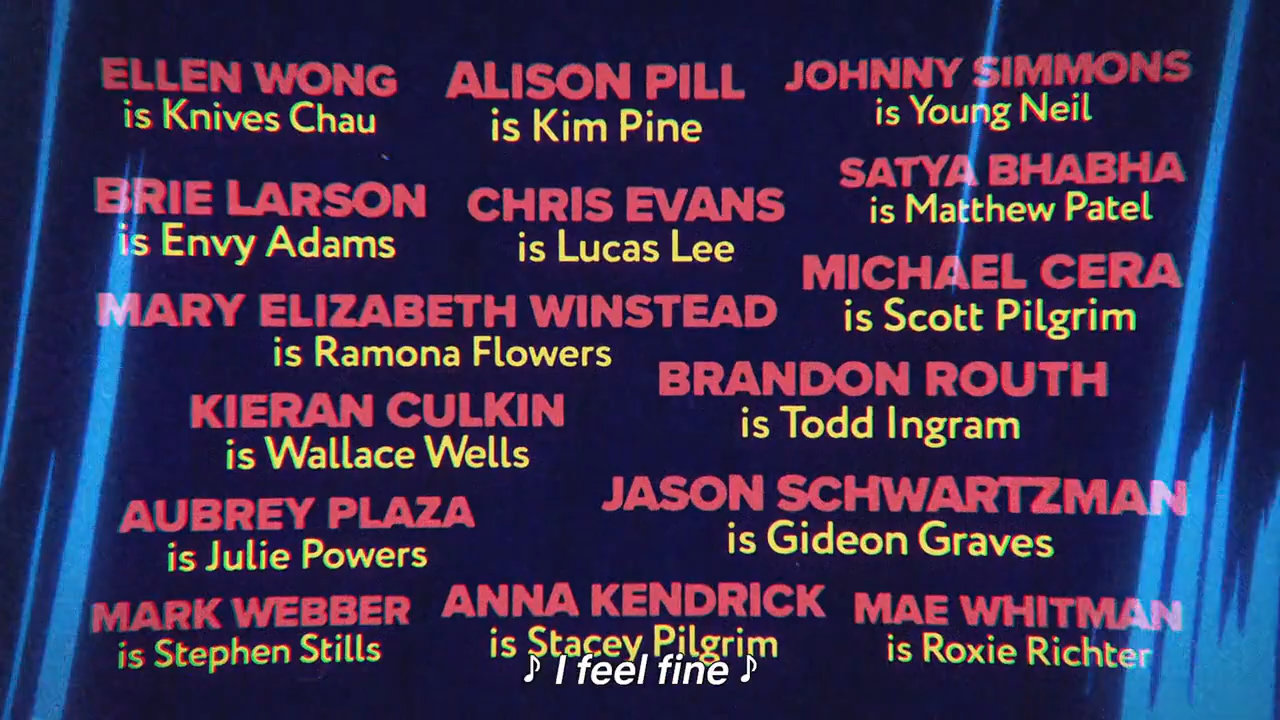 ELLEN WONG
is Knives Chau
ALISON PILL
is Kim Pine
JOHNNY SIMMONS
is Young Neil
BRIE LARSON
is Envy Adams
CHRIS EVANS
is Lucas Lee
SATYA BHABHA
is Matthew Patel
MICHAEL CERA
is Scott Pilgrim
MARY ELIZABETH WINSTEAD
is Ramona Flowers
BRANDON ROUTH
is Todd Ingram
KIERAN CULKIN
is Wallace Wells
JASON SCHWARTZMAN
is Gideon Graves
AUBREY PLAZA
is Julie Powers
MARK WEBBER
is Stephen Stills
ANNA KENDRICK
is Stacey Pilgrim
MAE WHITMAN
is Roxie Richter
♪ I feel fine ♪